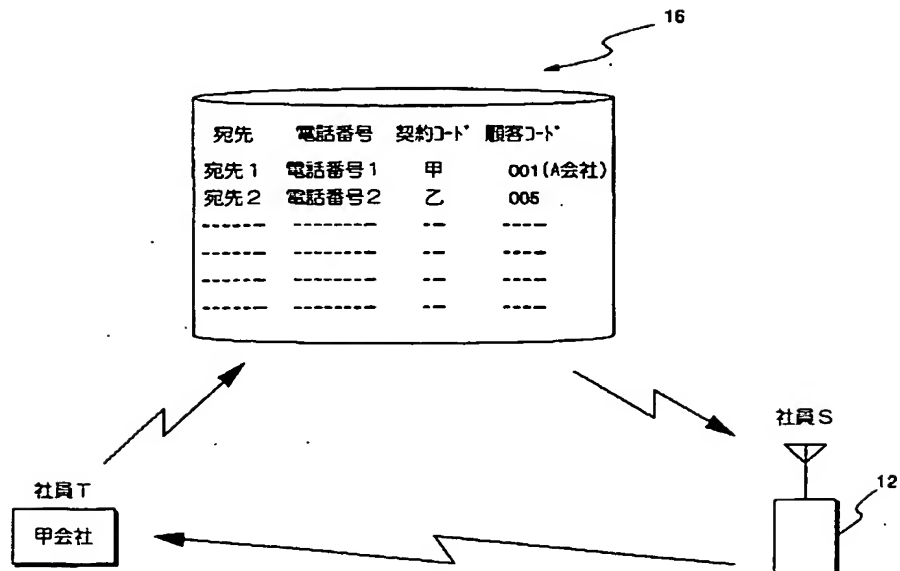 16
宛先 電話番号 契約ｺｰﾄﾞ 顧客ｺｰﾄﾞ
宛先1 電話番号1 甲 001(A会社)
宛先2 電話番号2 乙 005
------ -------- -- ----
------ -------- -- ----
------ -------- -- ----
------ -------- -- ----
社員S
12
社員T
甲会社